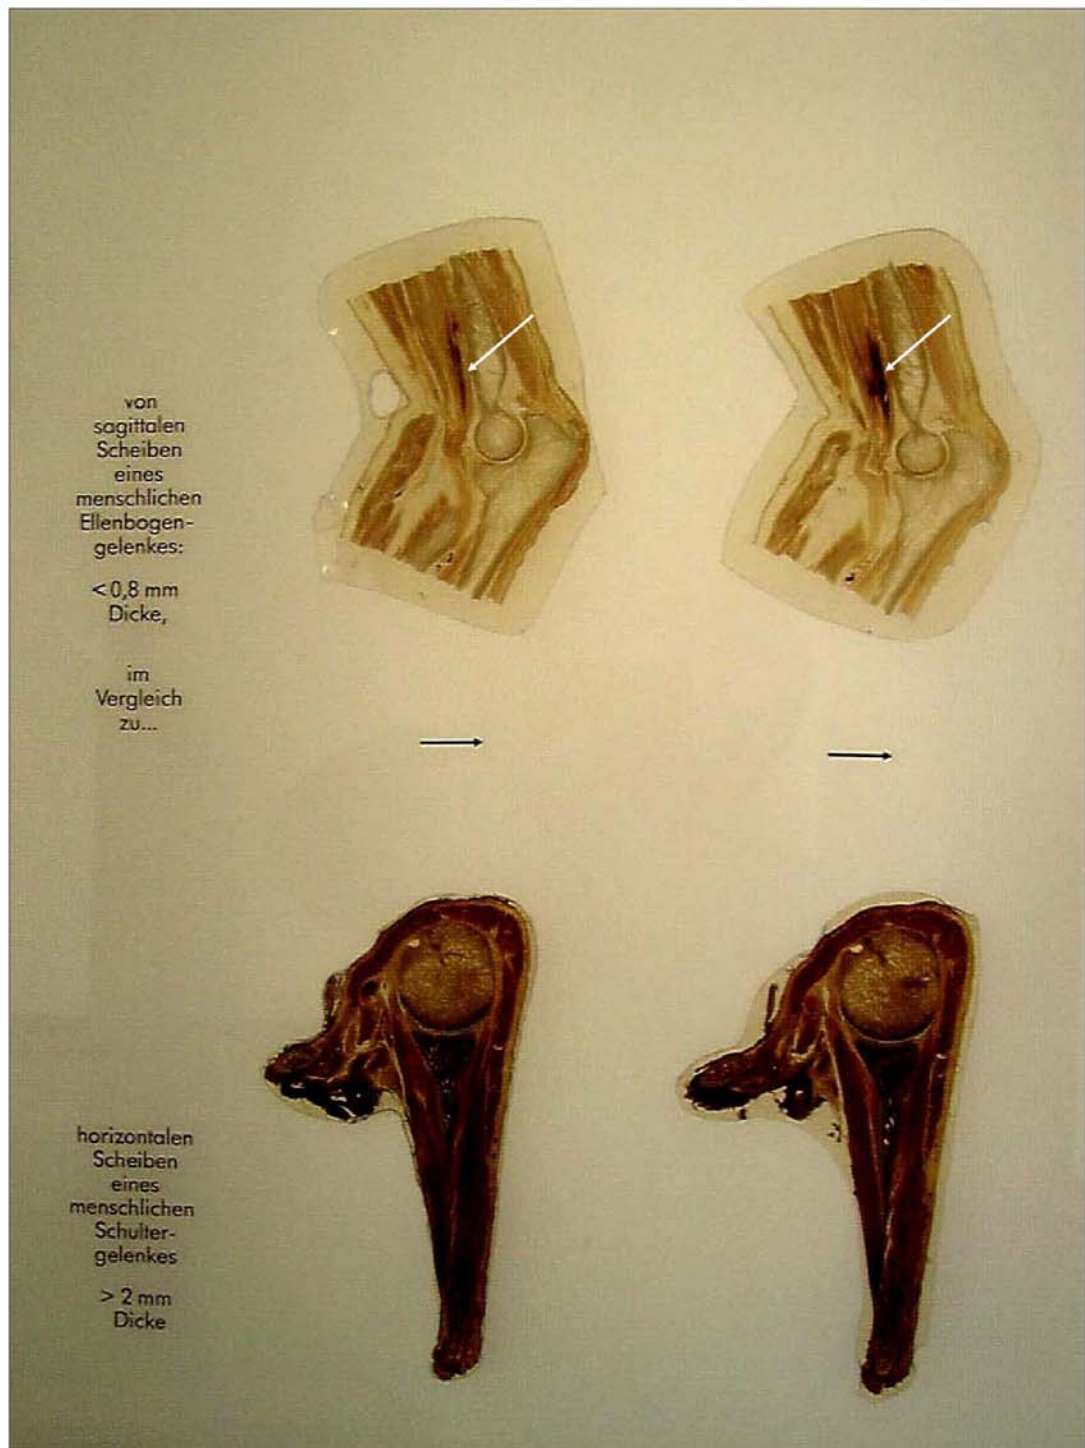 von
sagittalen
Scheiben
eines
menschlichen
Ellenbogen-
gelenkes:
< 0,8 mm
Dicke,
im
Vergleich
zu...
horizontalen
Scheiben
eines
menschlichen
Schulter-
gelenkes
> 2 mm
Dicke